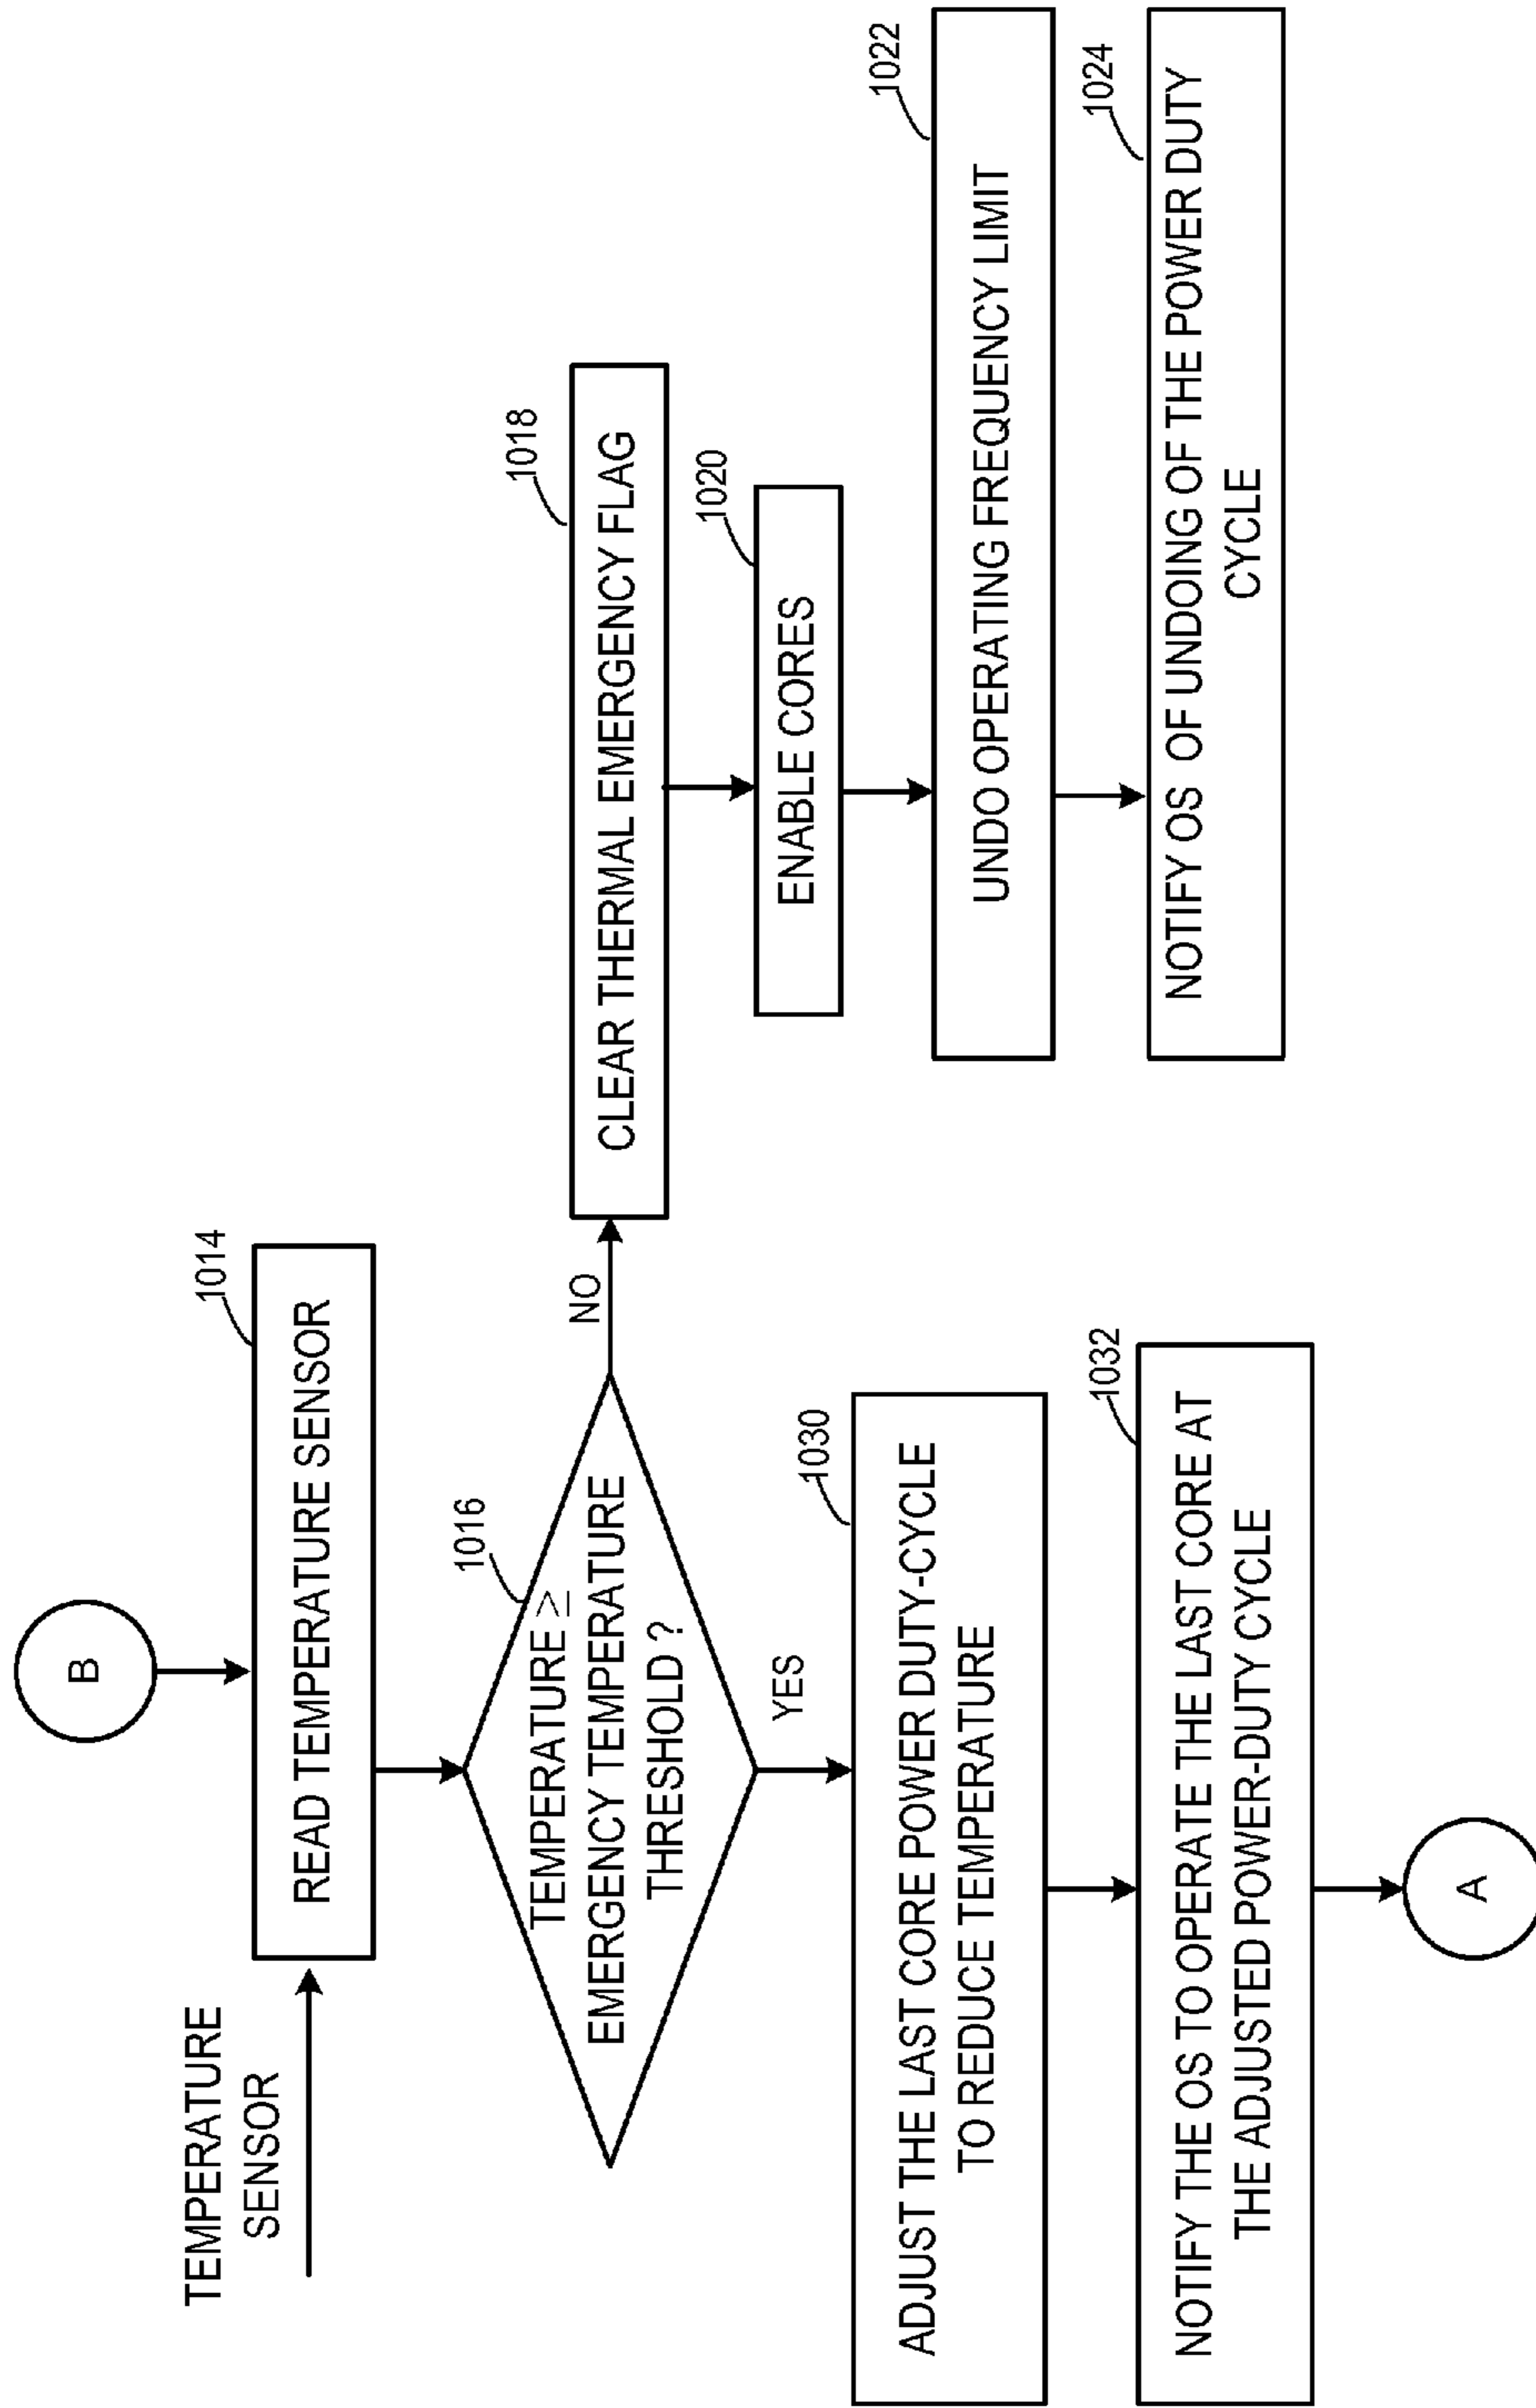 B
TEMPERATURE
SENSOR
1014
READ TEMPERATURE SENSOR
1016
TEMPERATURE ≥
EMERGENCY TEMPERATURE
THRESHOLD ?
NO
YES
1018
CLEAR THERMAL EMERGENCY FLAG
1020
ENABLE CORES
1022
UNDO OPERATING FREQUENCY LIMIT
1024
NOTIFY OS OF UNDOING OF THE POWER DUTY
CYCLE
1030
ADJUST THE LAST CORE POWER DUTY-CYCLE
TO REDUCE TEMPERATURE
1032
NOTIFY THE OS TO OPERATE THE LAST CORE AT
THE ADJUSTED POWER-DUTY CYCLE
A